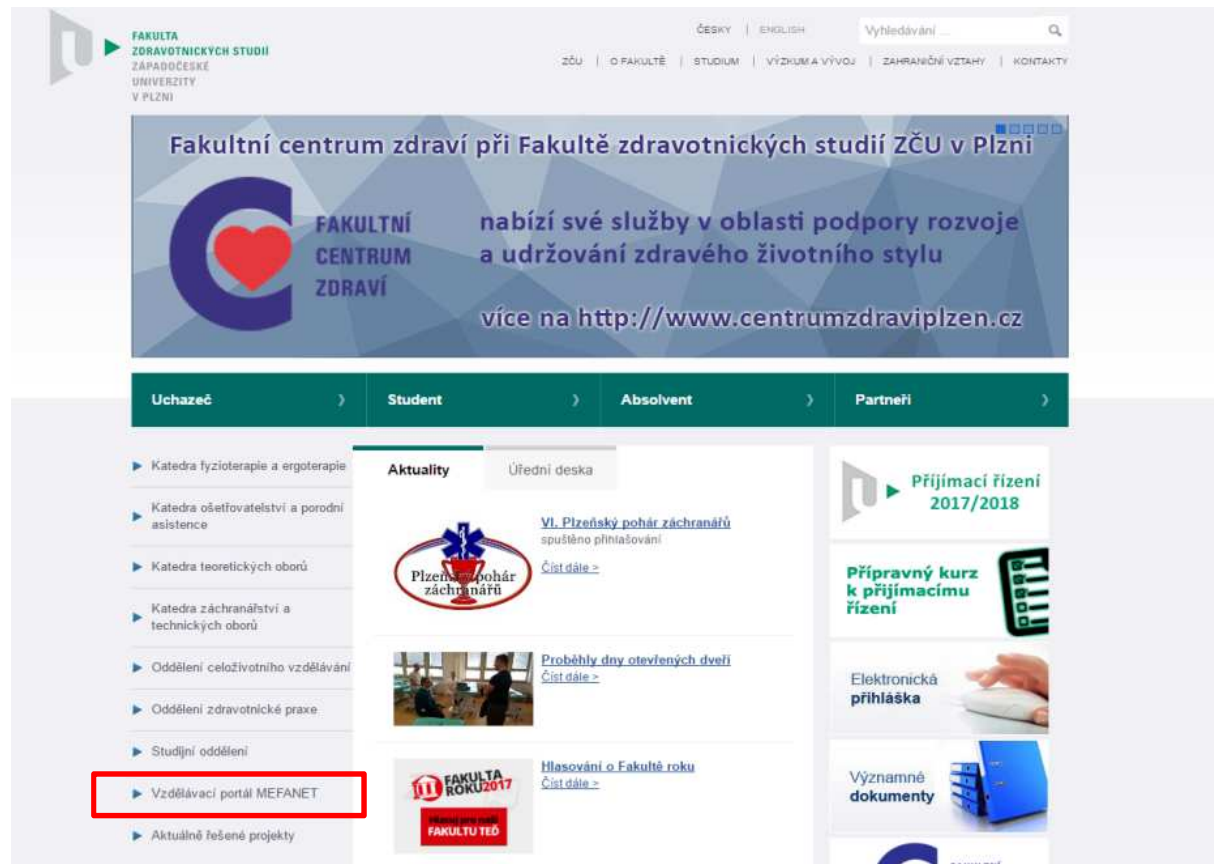 FAKULTA
ZDRAVOTNICKÝCH STUDIÍ
ZÁPADOČESKÉ
UNIVERZITY
V PLZNI
ČESKY | ENGLISH
Vyhledávání ...
ZČU | O FAKULTĚ | STUDIUM | VÝZKUM A VÝVOJ | ZAHRANIČNÍ VZTAHY | KONTAKTY
Fakultní centrum zdraví při Fakultě zdravotnických studií ZČU v Plzni
FAKULTNÍ
CENTRUM
ZDRAVÍ
nabízí své služby v oblasti podpory rozvoje
a udržování zdravého životního stylu
více na http://www.centrumzdraviplzen.cz
Uchazeč
Student
Absolvent
Partneři
Katedra fyzioterapie a ergoterapie
Katedra ošetřovatelství a porodní
asistence
Katedra teoretických oborů
Katedra záchranářství a
technických oborů
Oddělení celoživotního vzdělávání
Oddělení zdravotnické praxe
Studijní oddělení
Vzdělávací portál MEFANET
Aktuálně řešené projekty
Aktuality
Úřední deska
Plzeňský pohár
záchranářů
VI. Plzeňský pohár záchranářů
spuštěno přihlašování
Číst dále >
Proběhly dny otevřených dveří
Číst dále >
FAKULTA
ROKU2017
FAKULTU TEĎ
Hlasování o Fakultě roku
Číst dále >
Příjímací řízení
2017/2018
Přípravný kurz
k přijímacímu
řízení
Elektronická
přihláška
Významné
dokumenty